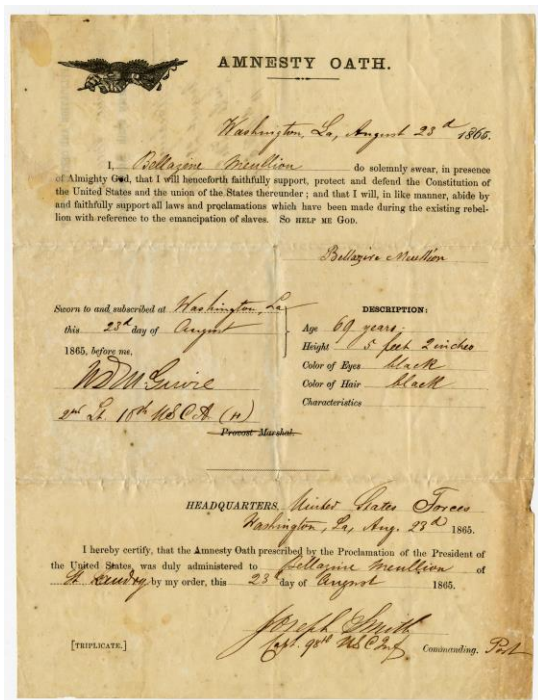 AMNESTY OATH.
Washington, La, August 23d 1865.
I, Bellazine Meullion do solemnly swear, in presence
of Almighty God, that I will henceforth faithfully support, protect and defend the Constitution of
the United States and the union of the States thereunder; and that I will, in like manner, abide by
and faithfully support all laws and proclamations which have been made during the existing rebel-
lion with reference to the emancipation of slaves. SO HELP ME GOD.
Bellazire Meullion
Sworn to and subscribed at Washington, La
this 23d day of August
1865, before me,
2nd Lt. 10th USCA (H)
Provost Marshal.
DESCRIPTION:
Age 69 years,
Height 5 feet 2 inches
Color of Eyes black
Color of Hair black
Characteristics
HEADQUARTERS, United States Forces
Washington, La, Aug. 23d 1865.
I hereby certify, that the Amnesty Oath prescribed by the Proclamation of the President of
the United States, was duly administered to Bellazine Meullion of
St Landry by my order, this 23d day of August 1865.
Joseph Smith
Capt. 98th USC Inf Commanding. Post
[TRIPLICATE.]